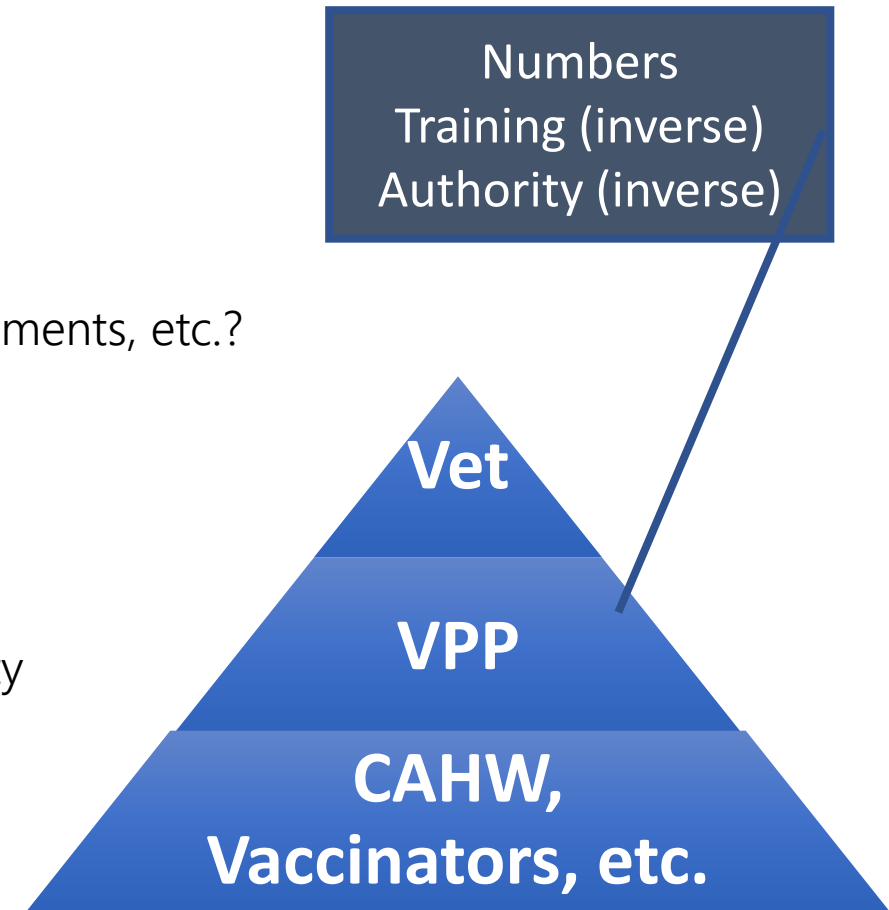 Numbers
Training (inverse)
Authority (inverse)
ments, etc.?
Vet
VPP
y
CAHW,
Vaccinators, etc.